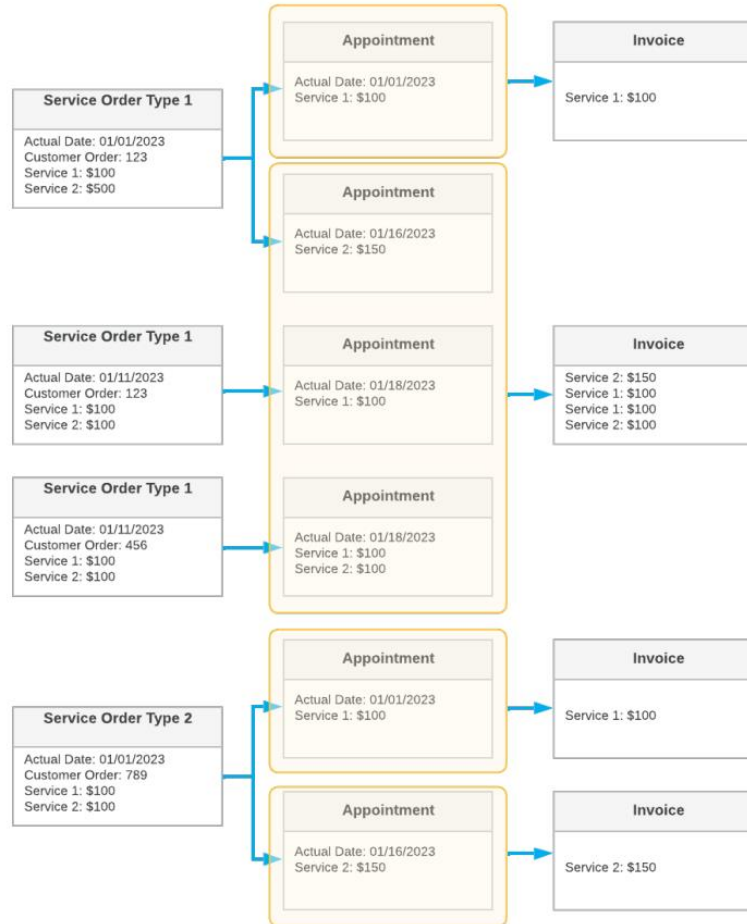 Appointment
Actual Date: 01/01/2023
Service 1: $100
Invoice
Service 1: $100
Service Order Type 1
Actual Date: 01/01/2023
Customer Order: 123
Service 1: $100
Service 2: $500
Appointment
Actual Date: 01/16/2023
Service 2: $150
Service Order Type 1
Actual Date: 01/11/2023
Customer Order: 123
Service 1: $100
Service 2: $100
Appointment
Actual Date: 01/18/2023
Service 1: $100
Invoice
Service 2: $150
Service 1: $100
Service 1: $100
Service 2: $100
Service Order Type 1
Actual Date: 01/11/2023
Customer Order: 456
Service 1: $100
Service 2: $100
Appointment
Actual Date: 01/18/2023
Service 1: $100
Service 2: $100
Appointment
Actual Date: 01/01/2023
Service 1: $100
Invoice
Service 1: $100
Service Order Type 2
Actual Date: 01/01/2023
Customer Order: 789
Service 1: $100
Service 2: $100
Appointment
Actual Date: 01/16/2023
Service 2: $150
Invoice
Service 2: $150